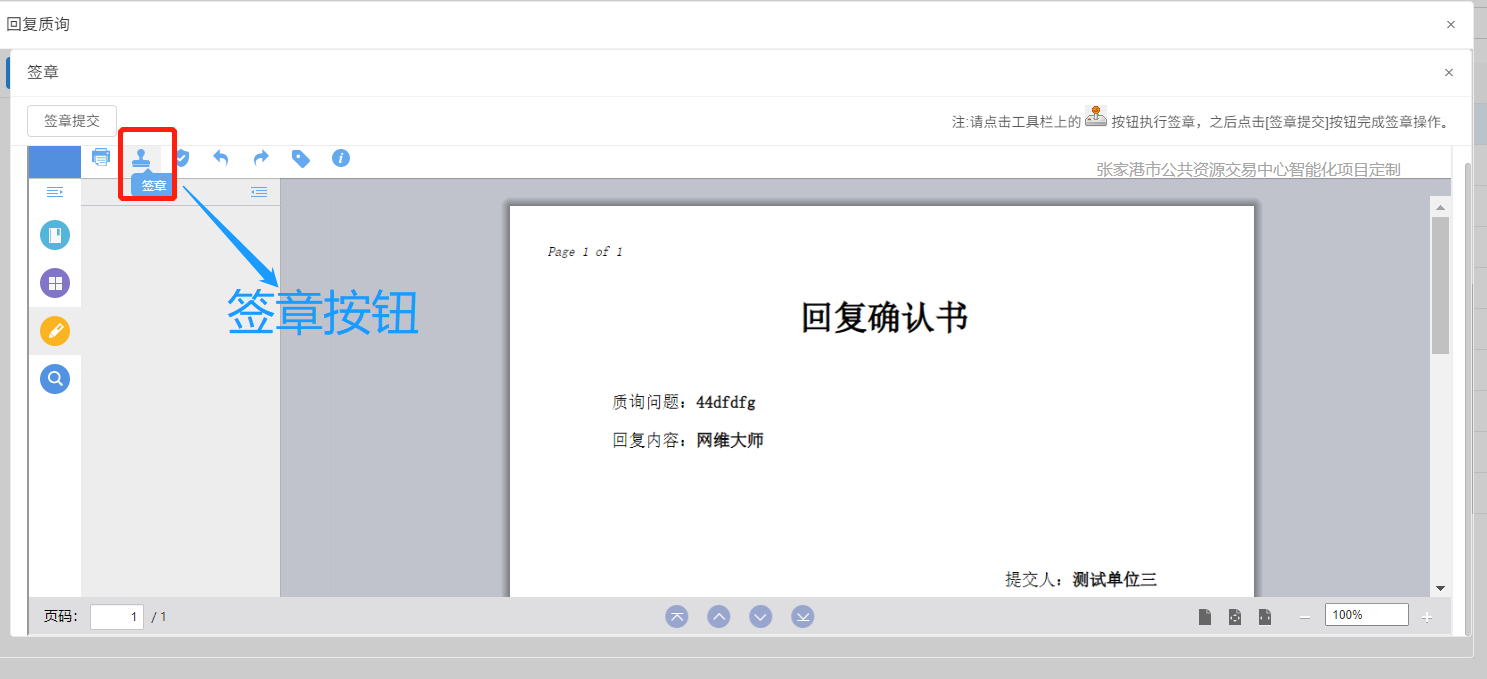 回复质询
签章
签章提交
注:请点击工具栏上的 按钮执行签章，之后点击[签章提交]按钮完成签章操作。
张家港市公共资源交易中心智能化项目定制
签章
签章按钮
Page 1 of 1
回复确认书
质询问题：44dfdfg
回复内容：网维大师
提交人：测试单位三
页码： 1 / 1
100%